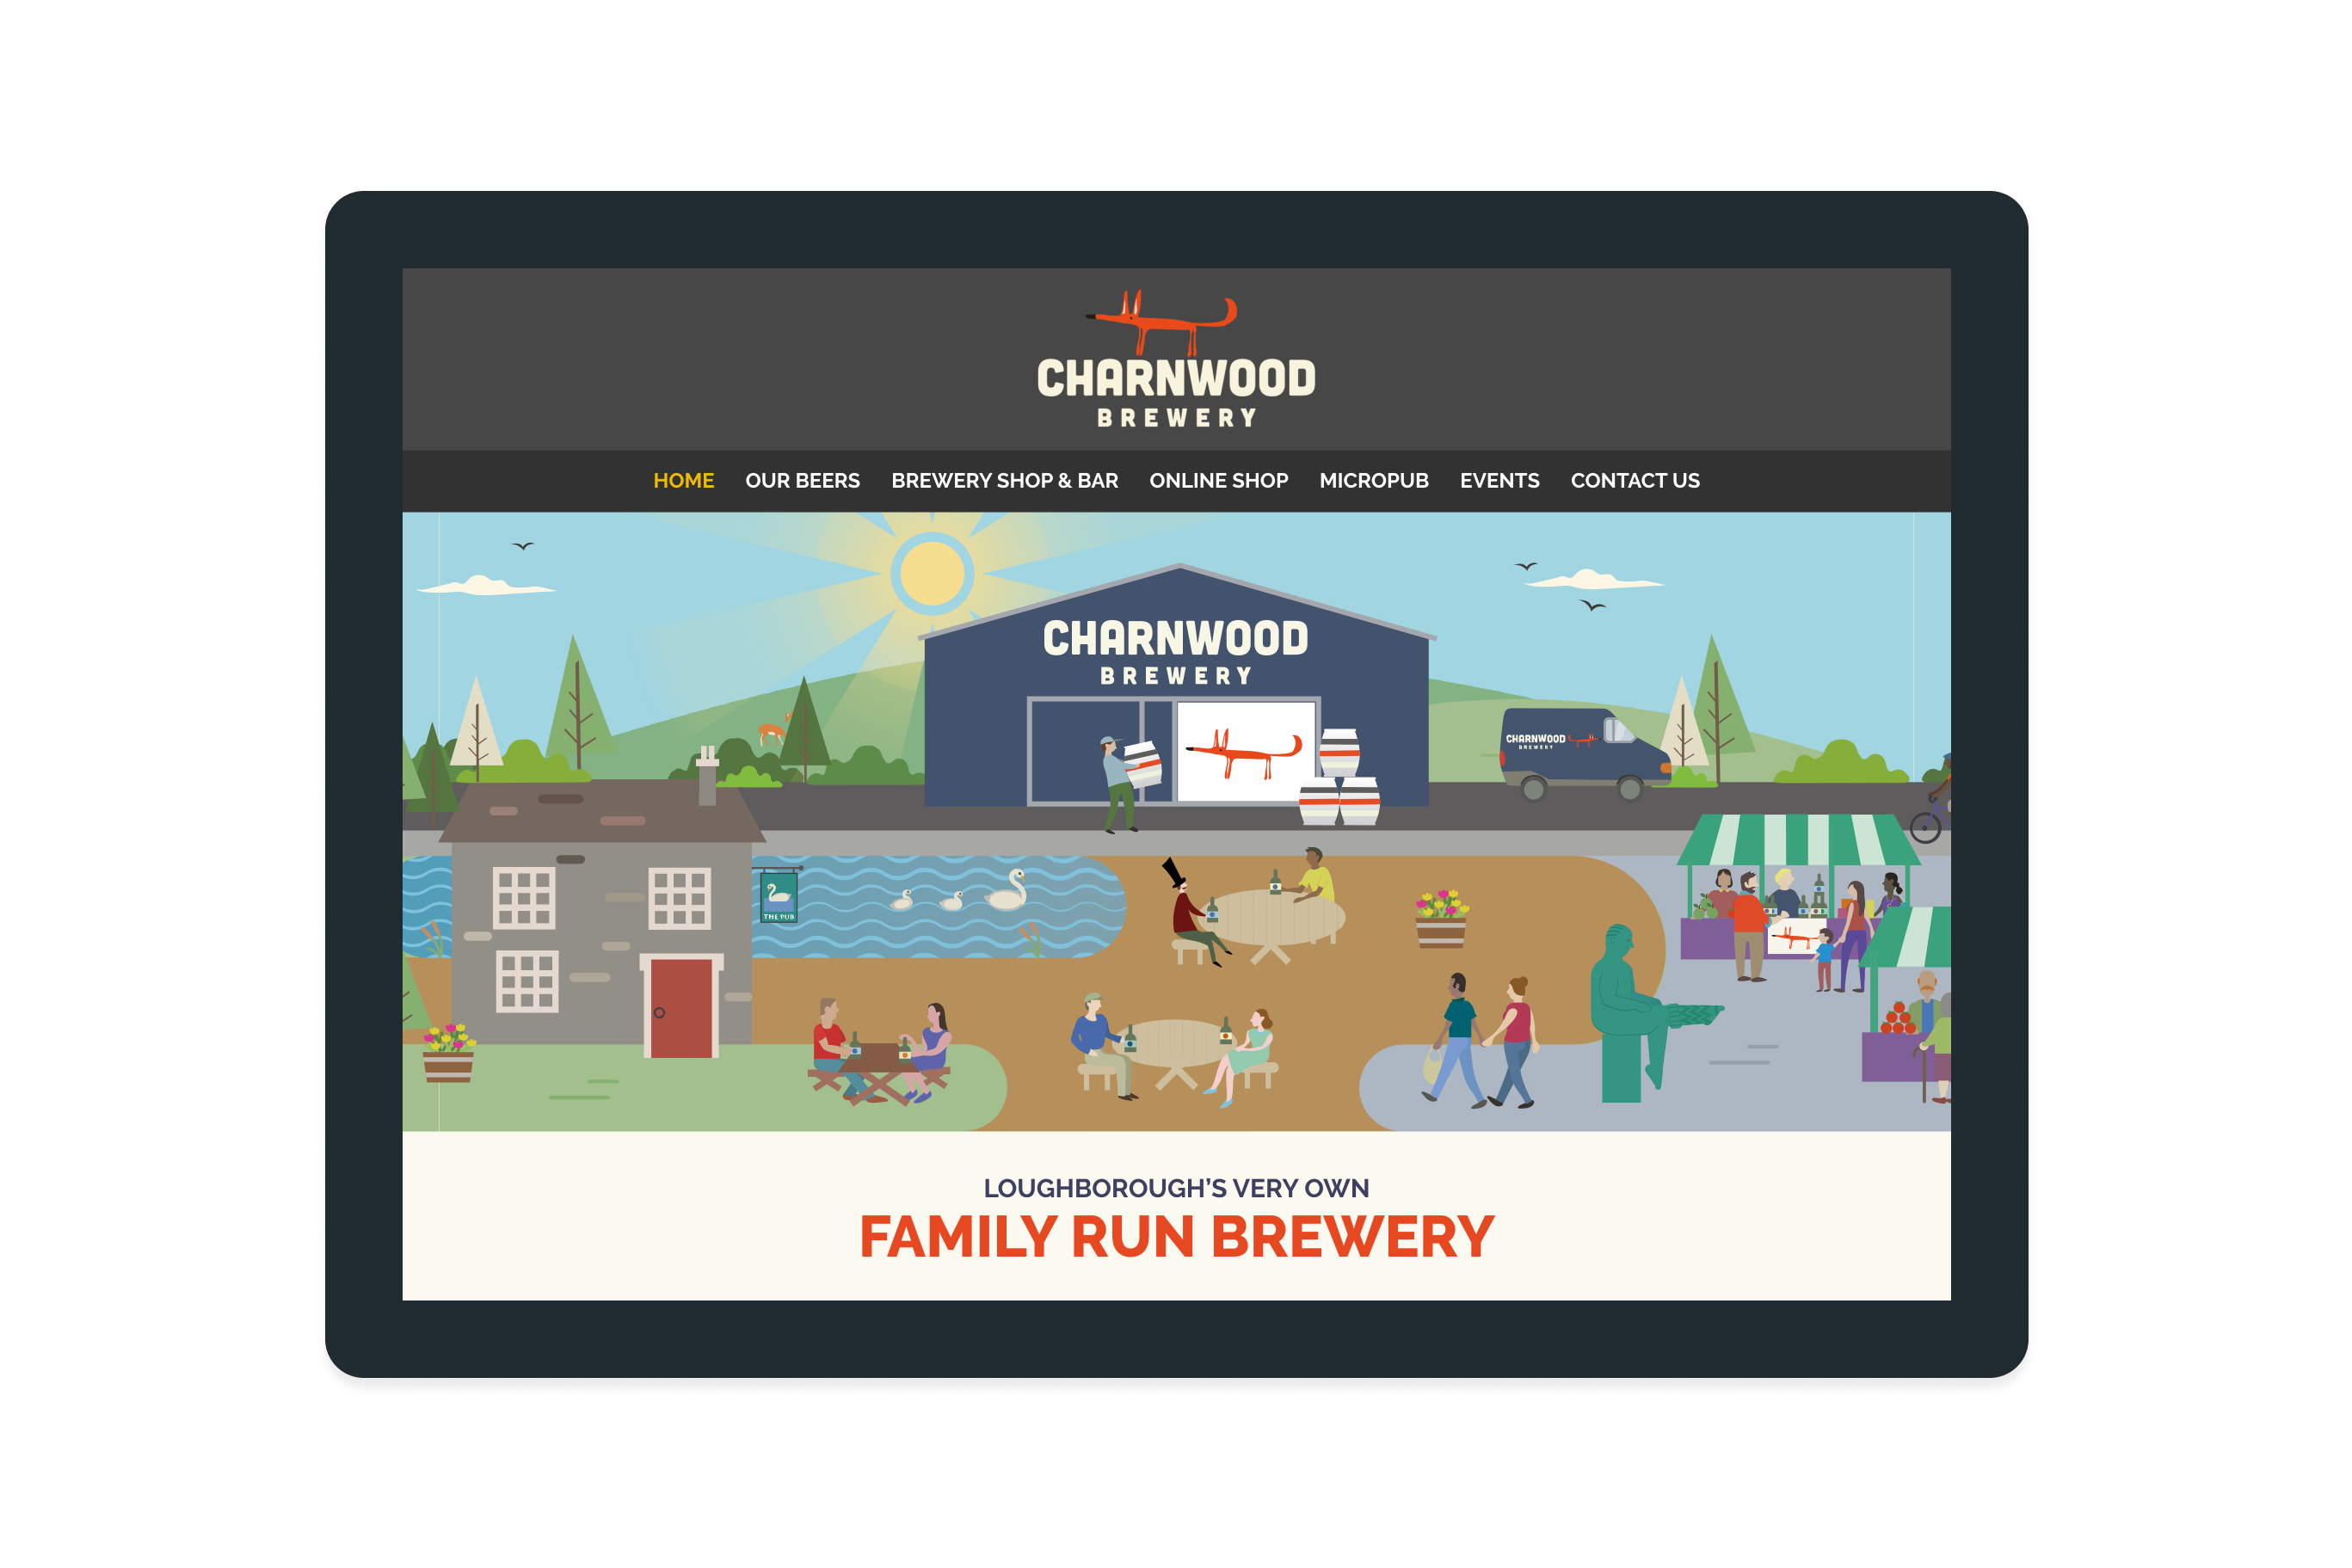 CHARNWOOD
BREWERY
HOME OUR BEERS BREWERY SHOP & BAR ONLINE SHOP MICROPUB EVENTS CONTACT US
CHARNWOOD
BREWERY
CHARNWOOD
BREWERY
THE PUB
LOUGHBOROUGH’S VERY OWN
FAMILY RUN BREWERY